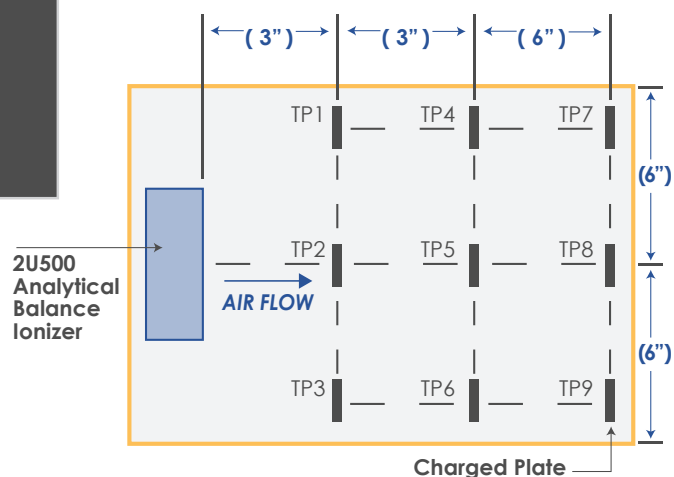 ( 3” ) ( 3” ) ( 6” )
TP1 TP4 TP7
(6”)
TP2 TP5 TP8
2U500
Analytical
Balance
Ionizer
AIR FLOW
(6”)
TP3 TP6 TP9
Charged Plate